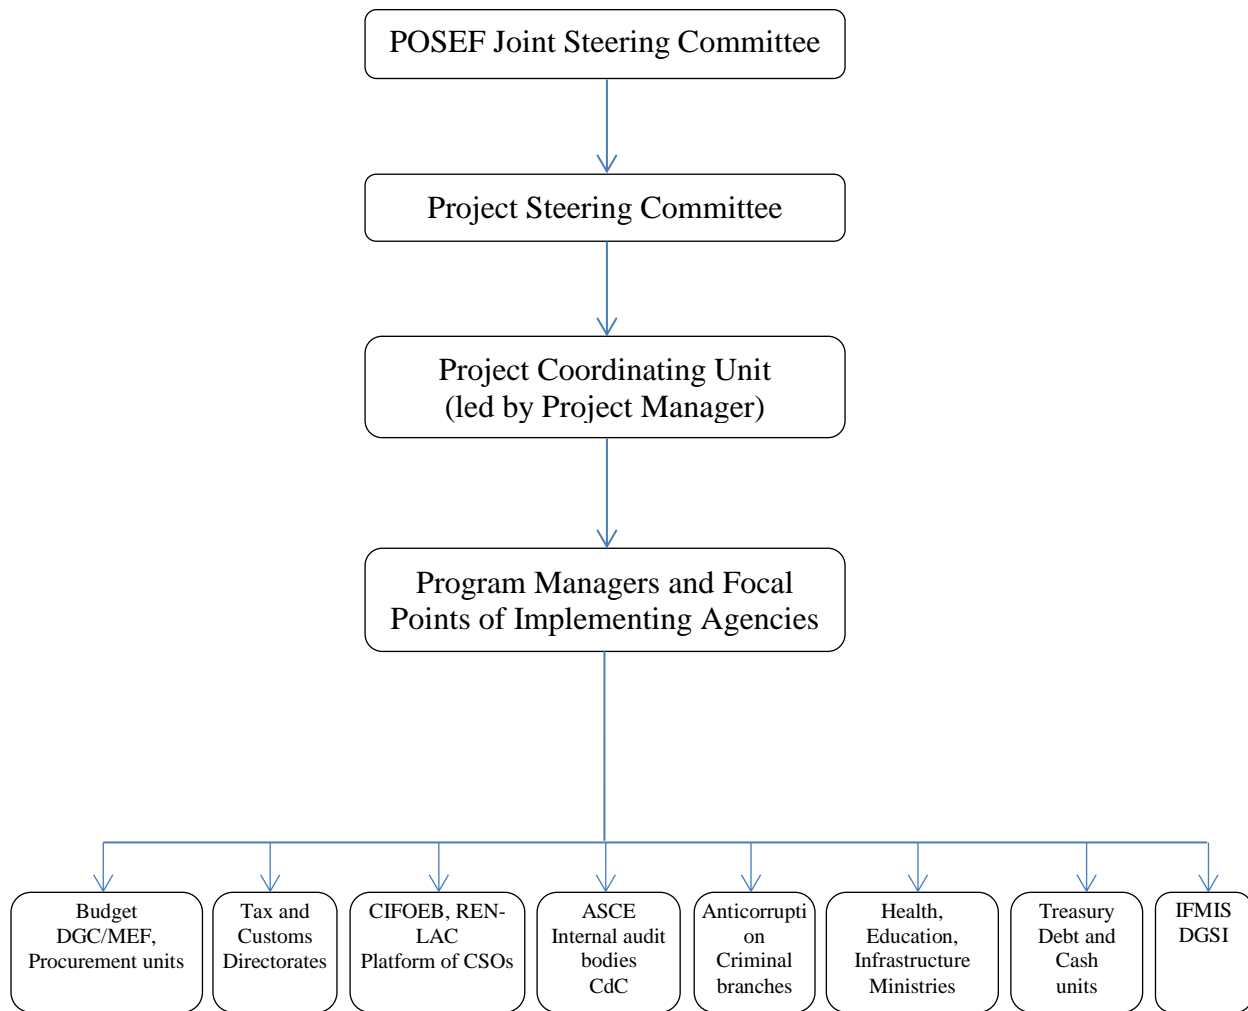 POSEF Joint Steering Committee
Project Steering Committee
Project Coordinating Unit
(led by Project Manager)
Program Managers and Focal
Points of Implementing Agencies
Budget
DGC/MEF,
Procurement units
Tax and
Customs
Directorates
CIFOEB, REN-
LAC
Platform of CSOs
ASCE
Internal audit
bodies
CdC
Anticorrupti
on
Criminal
branches
Health,
Education,
Infrastructure
Ministries
Treasury
Debt and
Cash
units
IFMIS
DGSI